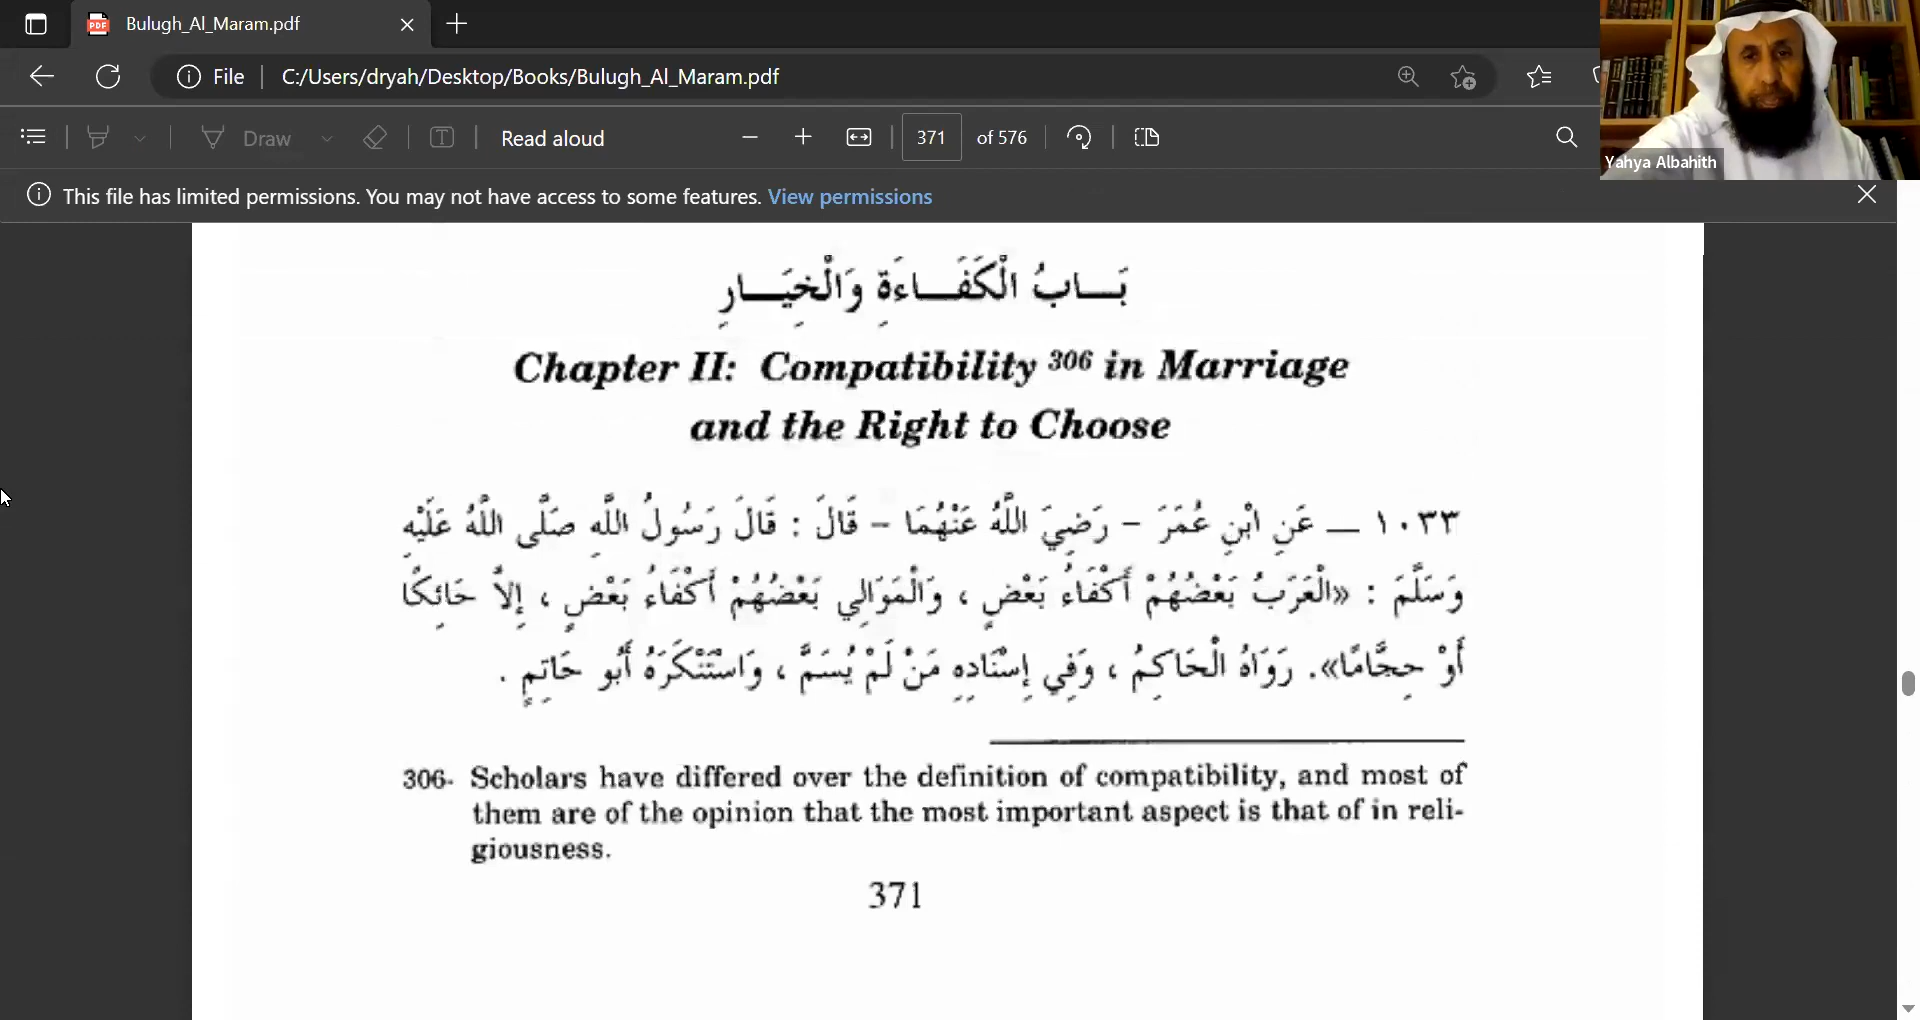 Bulugh_Al_Maram.pdf
File
C:/Users/dryah/Desktop/Books/Bulugh_Al_Maram.pdf
Draw
Read aloud
371
of 576
Yahya Albahith
This file has limited permissions. You may not have access to some features. View permissions
بَـــابُ الْكَفَـــاءَةِ وَالْخِيَـــارِ
Chapter II: Compatibility 306 in Marriage
and the Right to Choose
١٠٣٣ — عَنِ ابْنِ عُمَرَ – رَضِيَ اللَّهُ عَنْهُمَا – قَالَ : قَالَ رَسُولُ اللَّهِ صَلَّى اللَّهُ عَلَيْهِ
وَسَلَّمَ : «الْعَرَبُ بَعْضُهُمْ أَكْفَاءُ بَعْضٍ ، وَالْمَوَالِي بَعْضُهُمْ أَكْفَاءُ بَعْضٍ ، إِلاَّ حَائِكًا
أَوْ حِجَّامًا». رَوَاهُ الْحَاكِمُ ، وَفِي إِسْنَادِهِ مَنْ لَمْ يُسَمَّ ، وَاسْتَنْكَرَهُ أَبُو حَاتِمٍ .
306- Scholars have differed over the definition of compatibility, and most of
them are of the opinion that the most important aspect is that of in reli-
giousness.
371